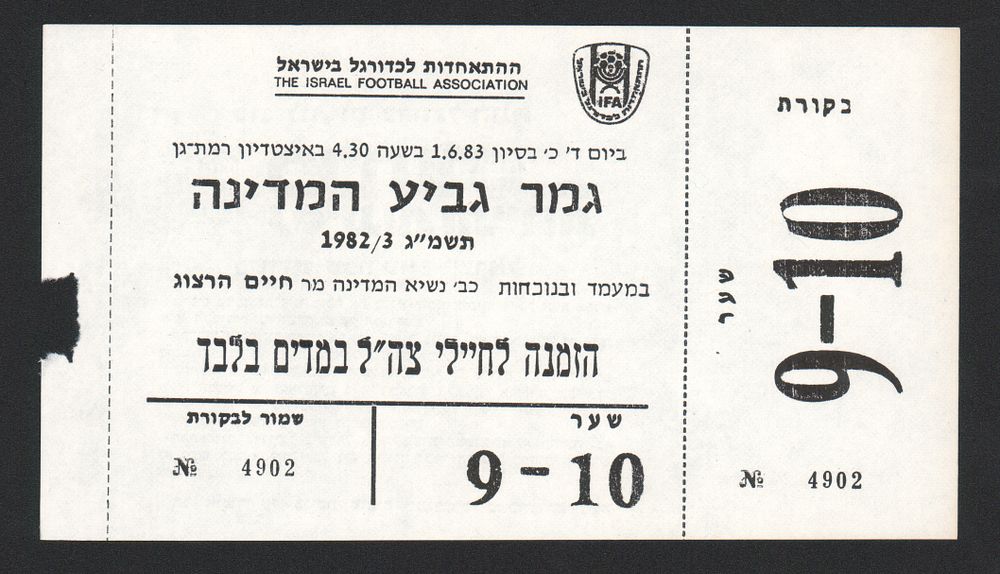 ההתאחדות לכדורגל בישראל
THE ISRAEL FOOTBALL ASSOCIATION
IFA
ביום ד׳ כ׳ בסיון 1.6.83 בשעה 4.30 באיצטדיון רמת־גן
גמר גביע המדינה
תשמ״ג 1982/3
במעמד ובנוכחות כב׳ נשיא המדינה מר חיים הרצוג
הזמנה לחיילי צה״ל במדים בלבד
שער
9-10
שמור לבקורת
№ 4902
בקורת
שער
9-10
№ 4902